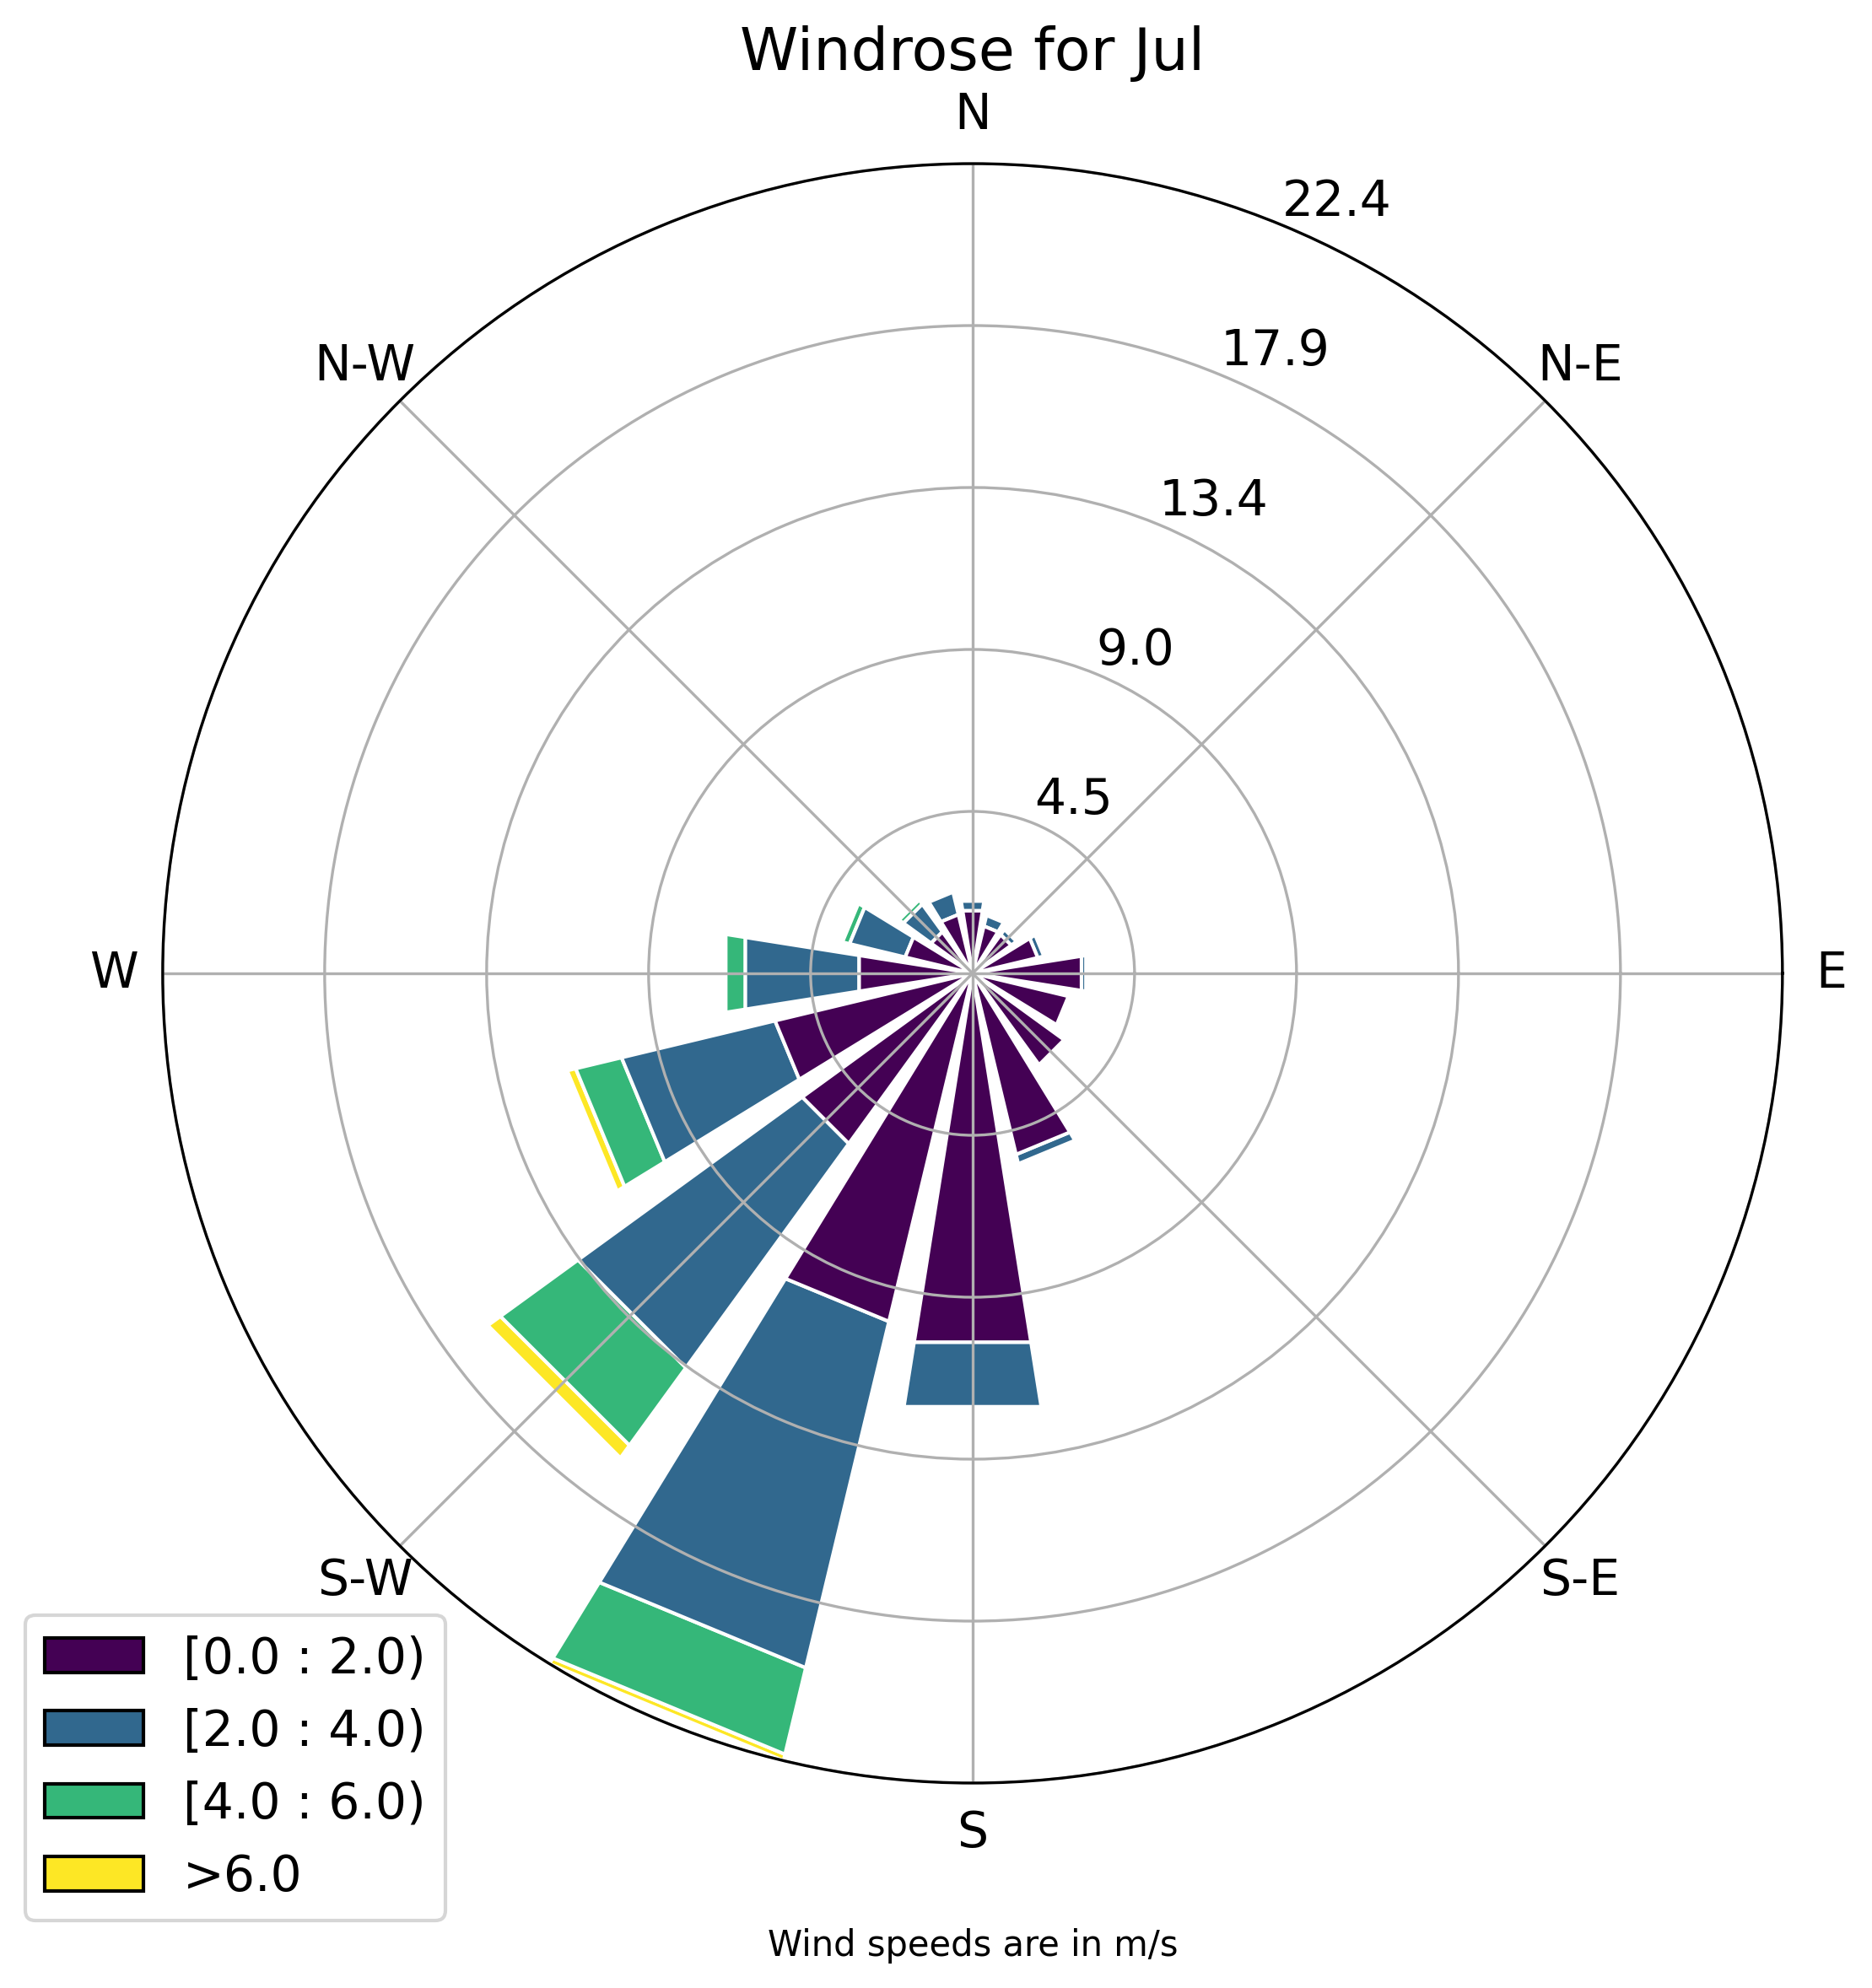 Windrose for Jul
N
22.4
17.9
N-W
N-E
13.4
9.0
4.5
W
E
S-W
S-E
[0.0 : 2.0)
[2.0 : 4.0)
[4.0 : 6.0)
S
>6.0
Wind speeds are in m/s